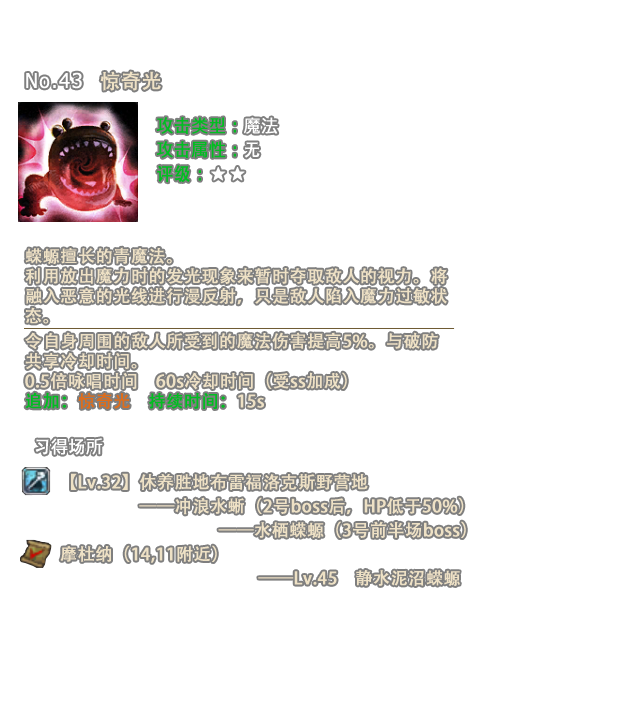 No.43 惊奇光
攻击类型：魔法
攻击属性：无
评级：★★
蝾螈擅长的青魔法。
利用放出魔力时的发光现象来暂时夺取敌人的视力。将
融入恶意的光线进行漫反射，只是敌人陷入魔力过敏状
态。
令自身周围的敌人所受到的魔法伤害提高5%。与破防
共享冷却时间。
0.5倍咏唱时间 60s冷却时间（受ss加成）
追加：惊奇光 持续时间：15s
习得场所
【Lv.32】休养胜地布雷福洛克斯野营地
——冲浪水蜥（2号boss后，HP低于50%）
——水栖蝾螈（3号前半场boss）
摩杜纳（14,11附近）
——Lv.45 静水泥沼蝾螈